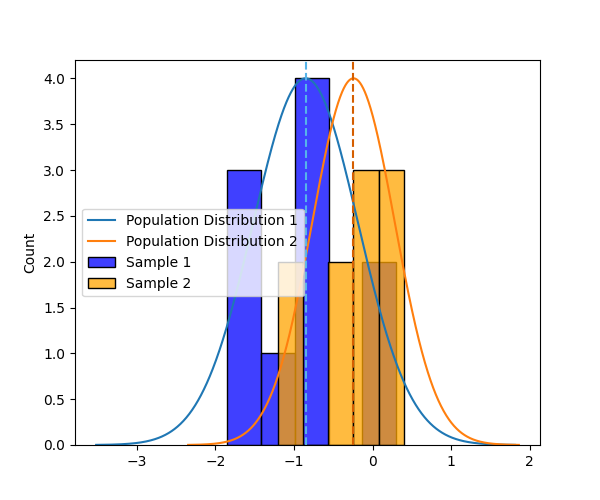 4.0
3.5
3.0
2.5
2.0
1.5
1.0
0.5
0.0
Count
Population Distribution 1
Population Distribution 2
Sample 1
Sample 2
−3 −2 −1 0 1 2